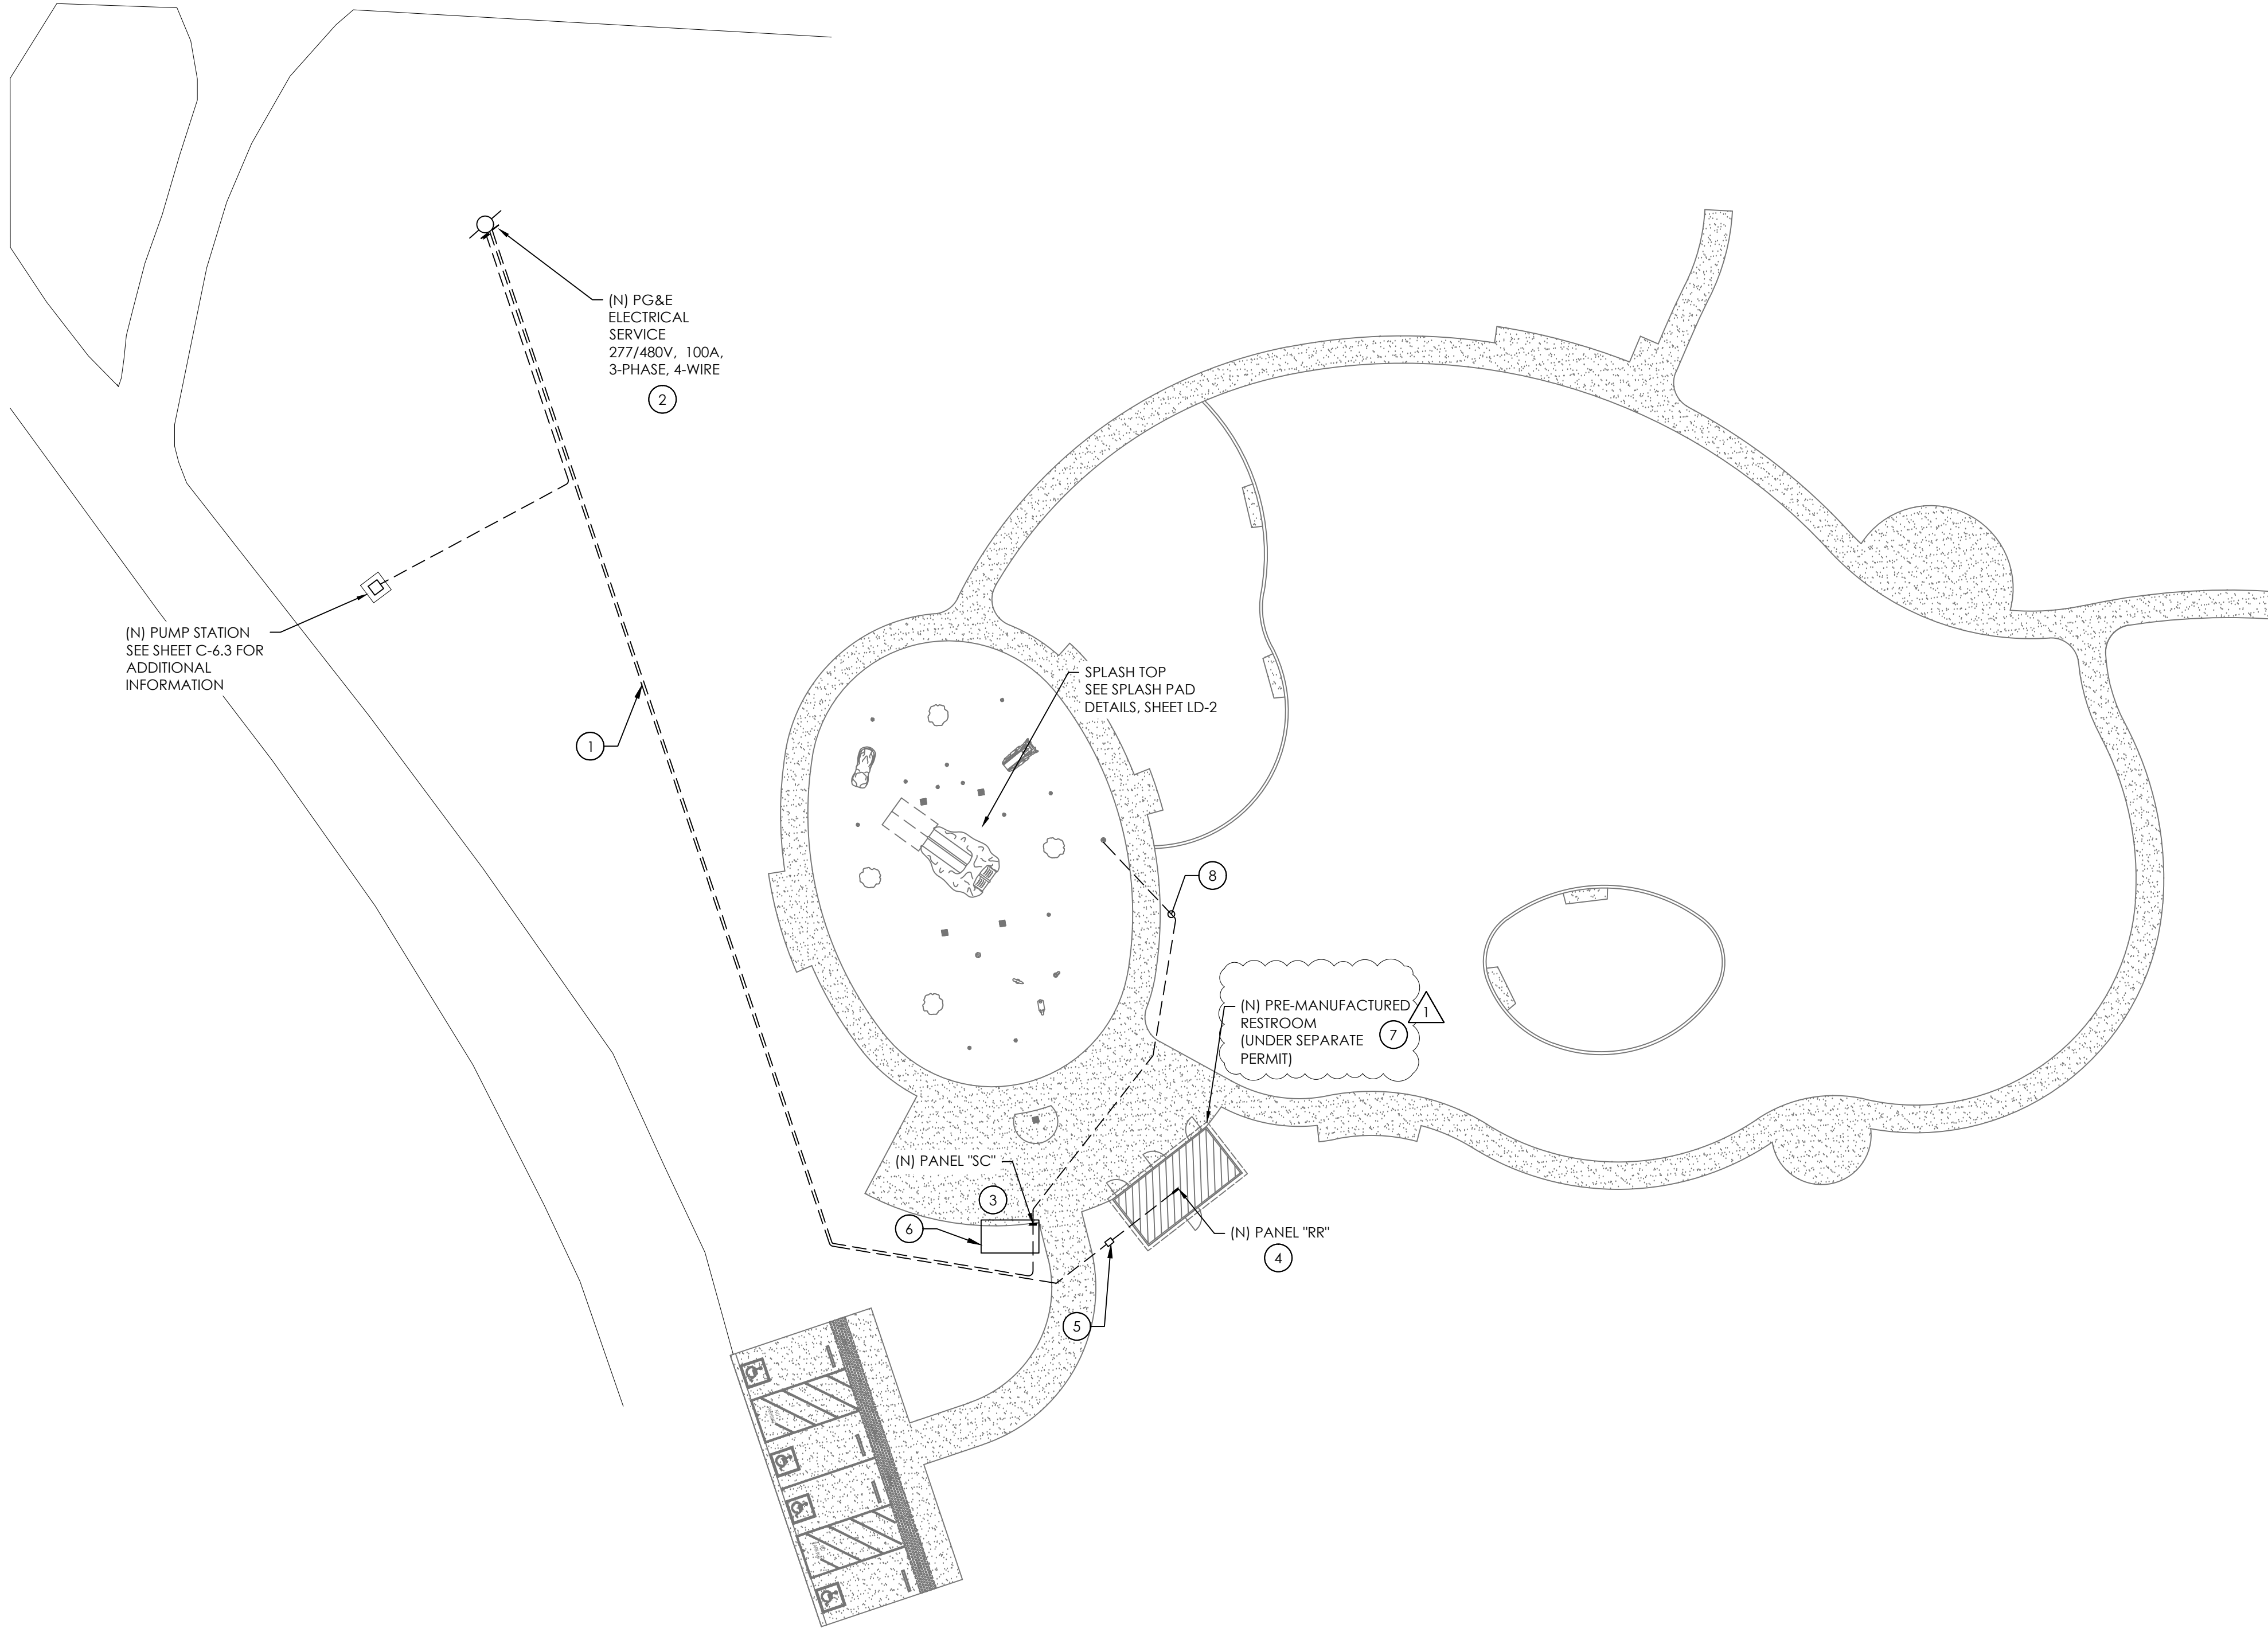 (N) PG&E
ELECTRICAL
SERVICE
277/480V, 100A,
3-PHASE, 4-WIRE
2
(N) PUMP STATION
SEE SHEET C-6.3 FOR
ADDITIONAL
INFORMATION
1
SPLASH TOP
SEE SPLASH PAD
DETAILS, SHEET LD-2
8
(N) PRE-MANUFACTURED
RESTROOM
(UNDER SEPARATE
PERMIT)
7
1
(N) PANEL "SC"
3
6
(N) PANEL "RR"
4
5